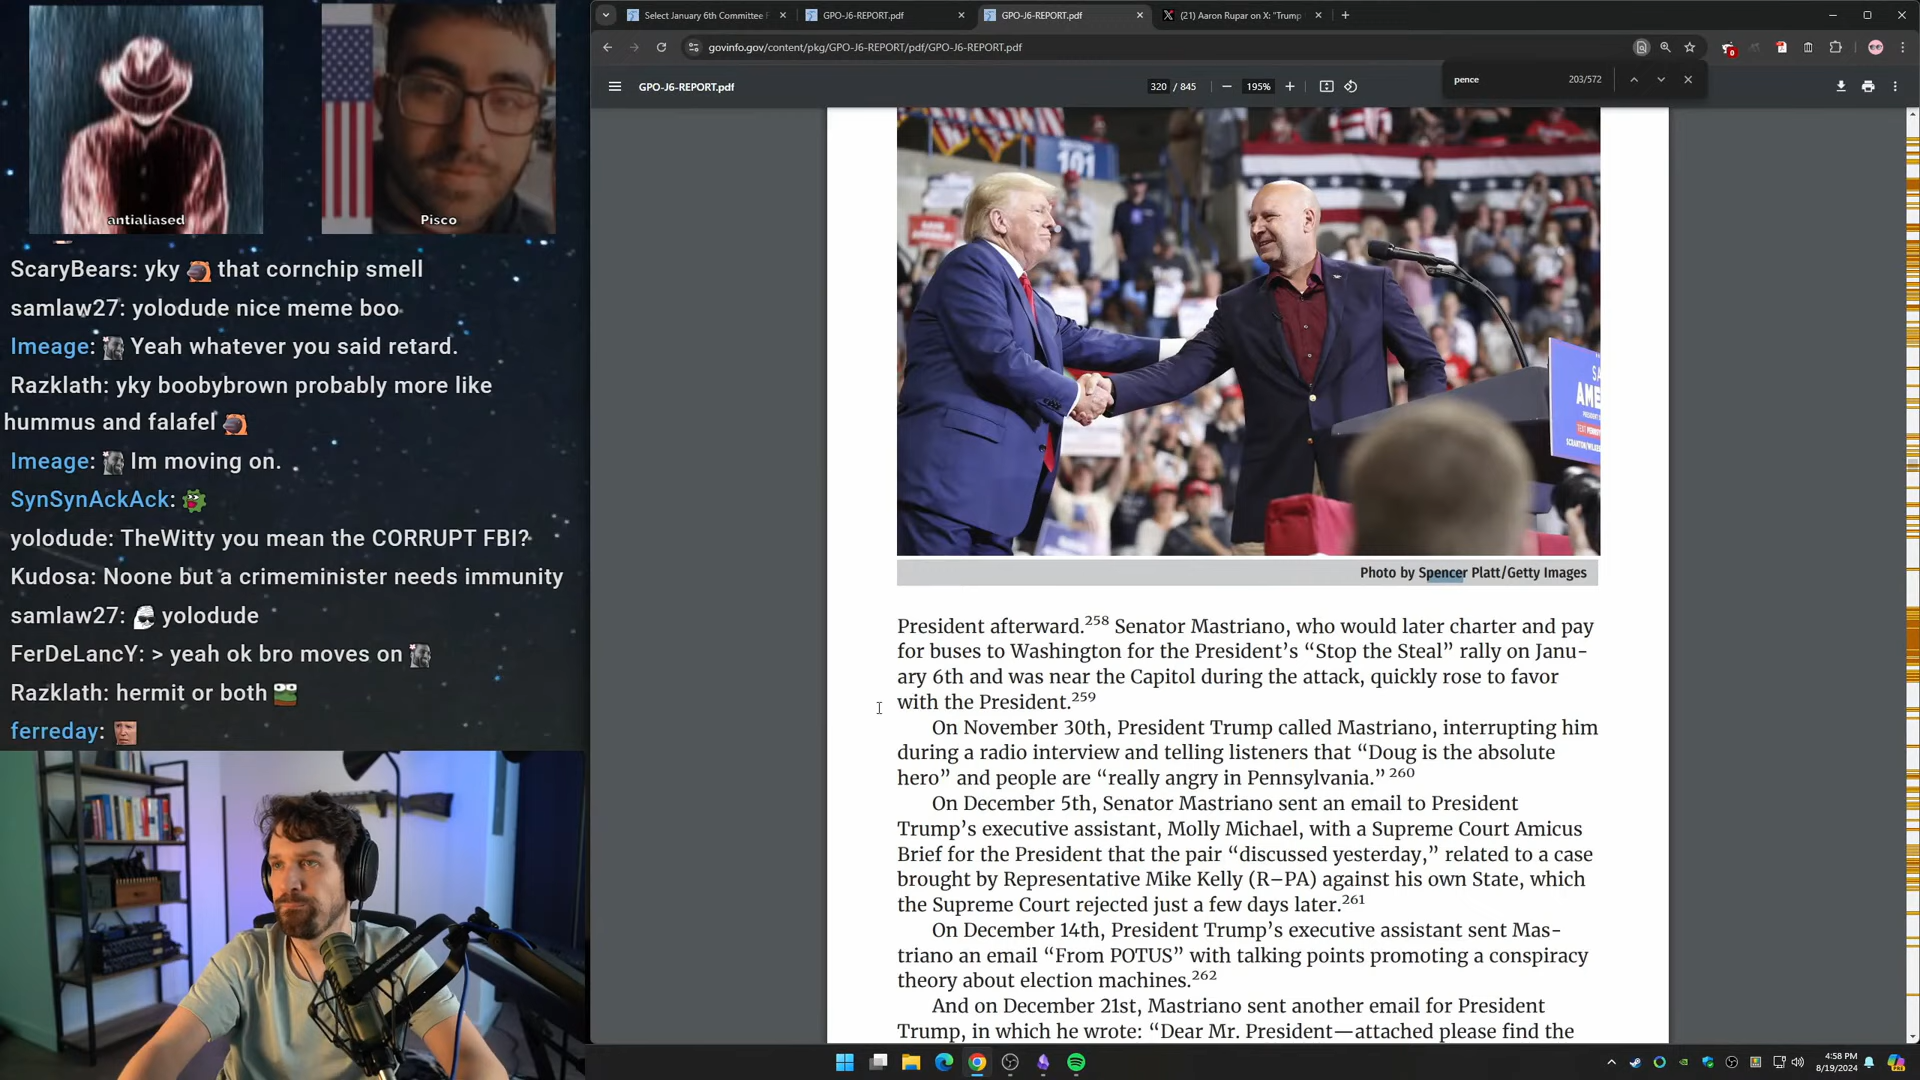 antialiased
Pisco
ScaryBears: yky that cornchip smell
samlaw27: yolodude nice meme boo
Imeage: Yeah whatever you said retard.
Razklath: yky boobybrown probably more like
hummus and falafel
Imeage: Im moving on.
SynSynAckAck:
yolodude: TheWitty you mean the CORRUPT FBI?
Kudosa: Noone but a crimeminister needs immunity
samlaw27: yolodude
FerDeLancY: > yeah ok bro moves on
Razklath: hermit or both
ferreday:
Select January 6th Committee F
GPO-J6-REPORT.pdf
GPO-J6-REPORT.pdf
(21) Aaron Rupar on X: "Trump
govinfo.gov/content/pkg/GPO-J6-REPORT/pdf/GPO-J6-REPORT.pdf
pence
203/572
GPO-J6-REPORT.pdf
320 / 845
195%
101
AME
Photo by Spencer Platt/Getty Images
President afterward.258 Senator Mastriano, who would later charter and pay
for buses to Washington for the President’s “Stop the Steal” rally on Janu-
ary 6th and was near the Capitol during the attack, quickly rose to favor
with the President.259
On November 30th, President Trump called Mastriano, interrupting him
during a radio interview and telling listeners that “Doug is the absolute
hero” and people are “really angry in Pennsylvania.” 260
On December 5th, Senator Mastriano sent an email to President
Trump’s executive assistant, Molly Michael, with a Supreme Court Amicus
Brief for the President that the pair “discussed yesterday,” related to a case
brought by Representative Mike Kelly (R–PA) against his own State, which
the Supreme Court rejected just a few days later.261
On December 14th, President Trump’s executive assistant sent Mas-
triano an email “From POTUS” with talking points promoting a conspiracy
theory about election machines.262
And on December 21st, Mastriano sent another email for President
Trump, in which he wrote: “Dear Mr. President—attached please find the
4:58 PM
8/19/2024